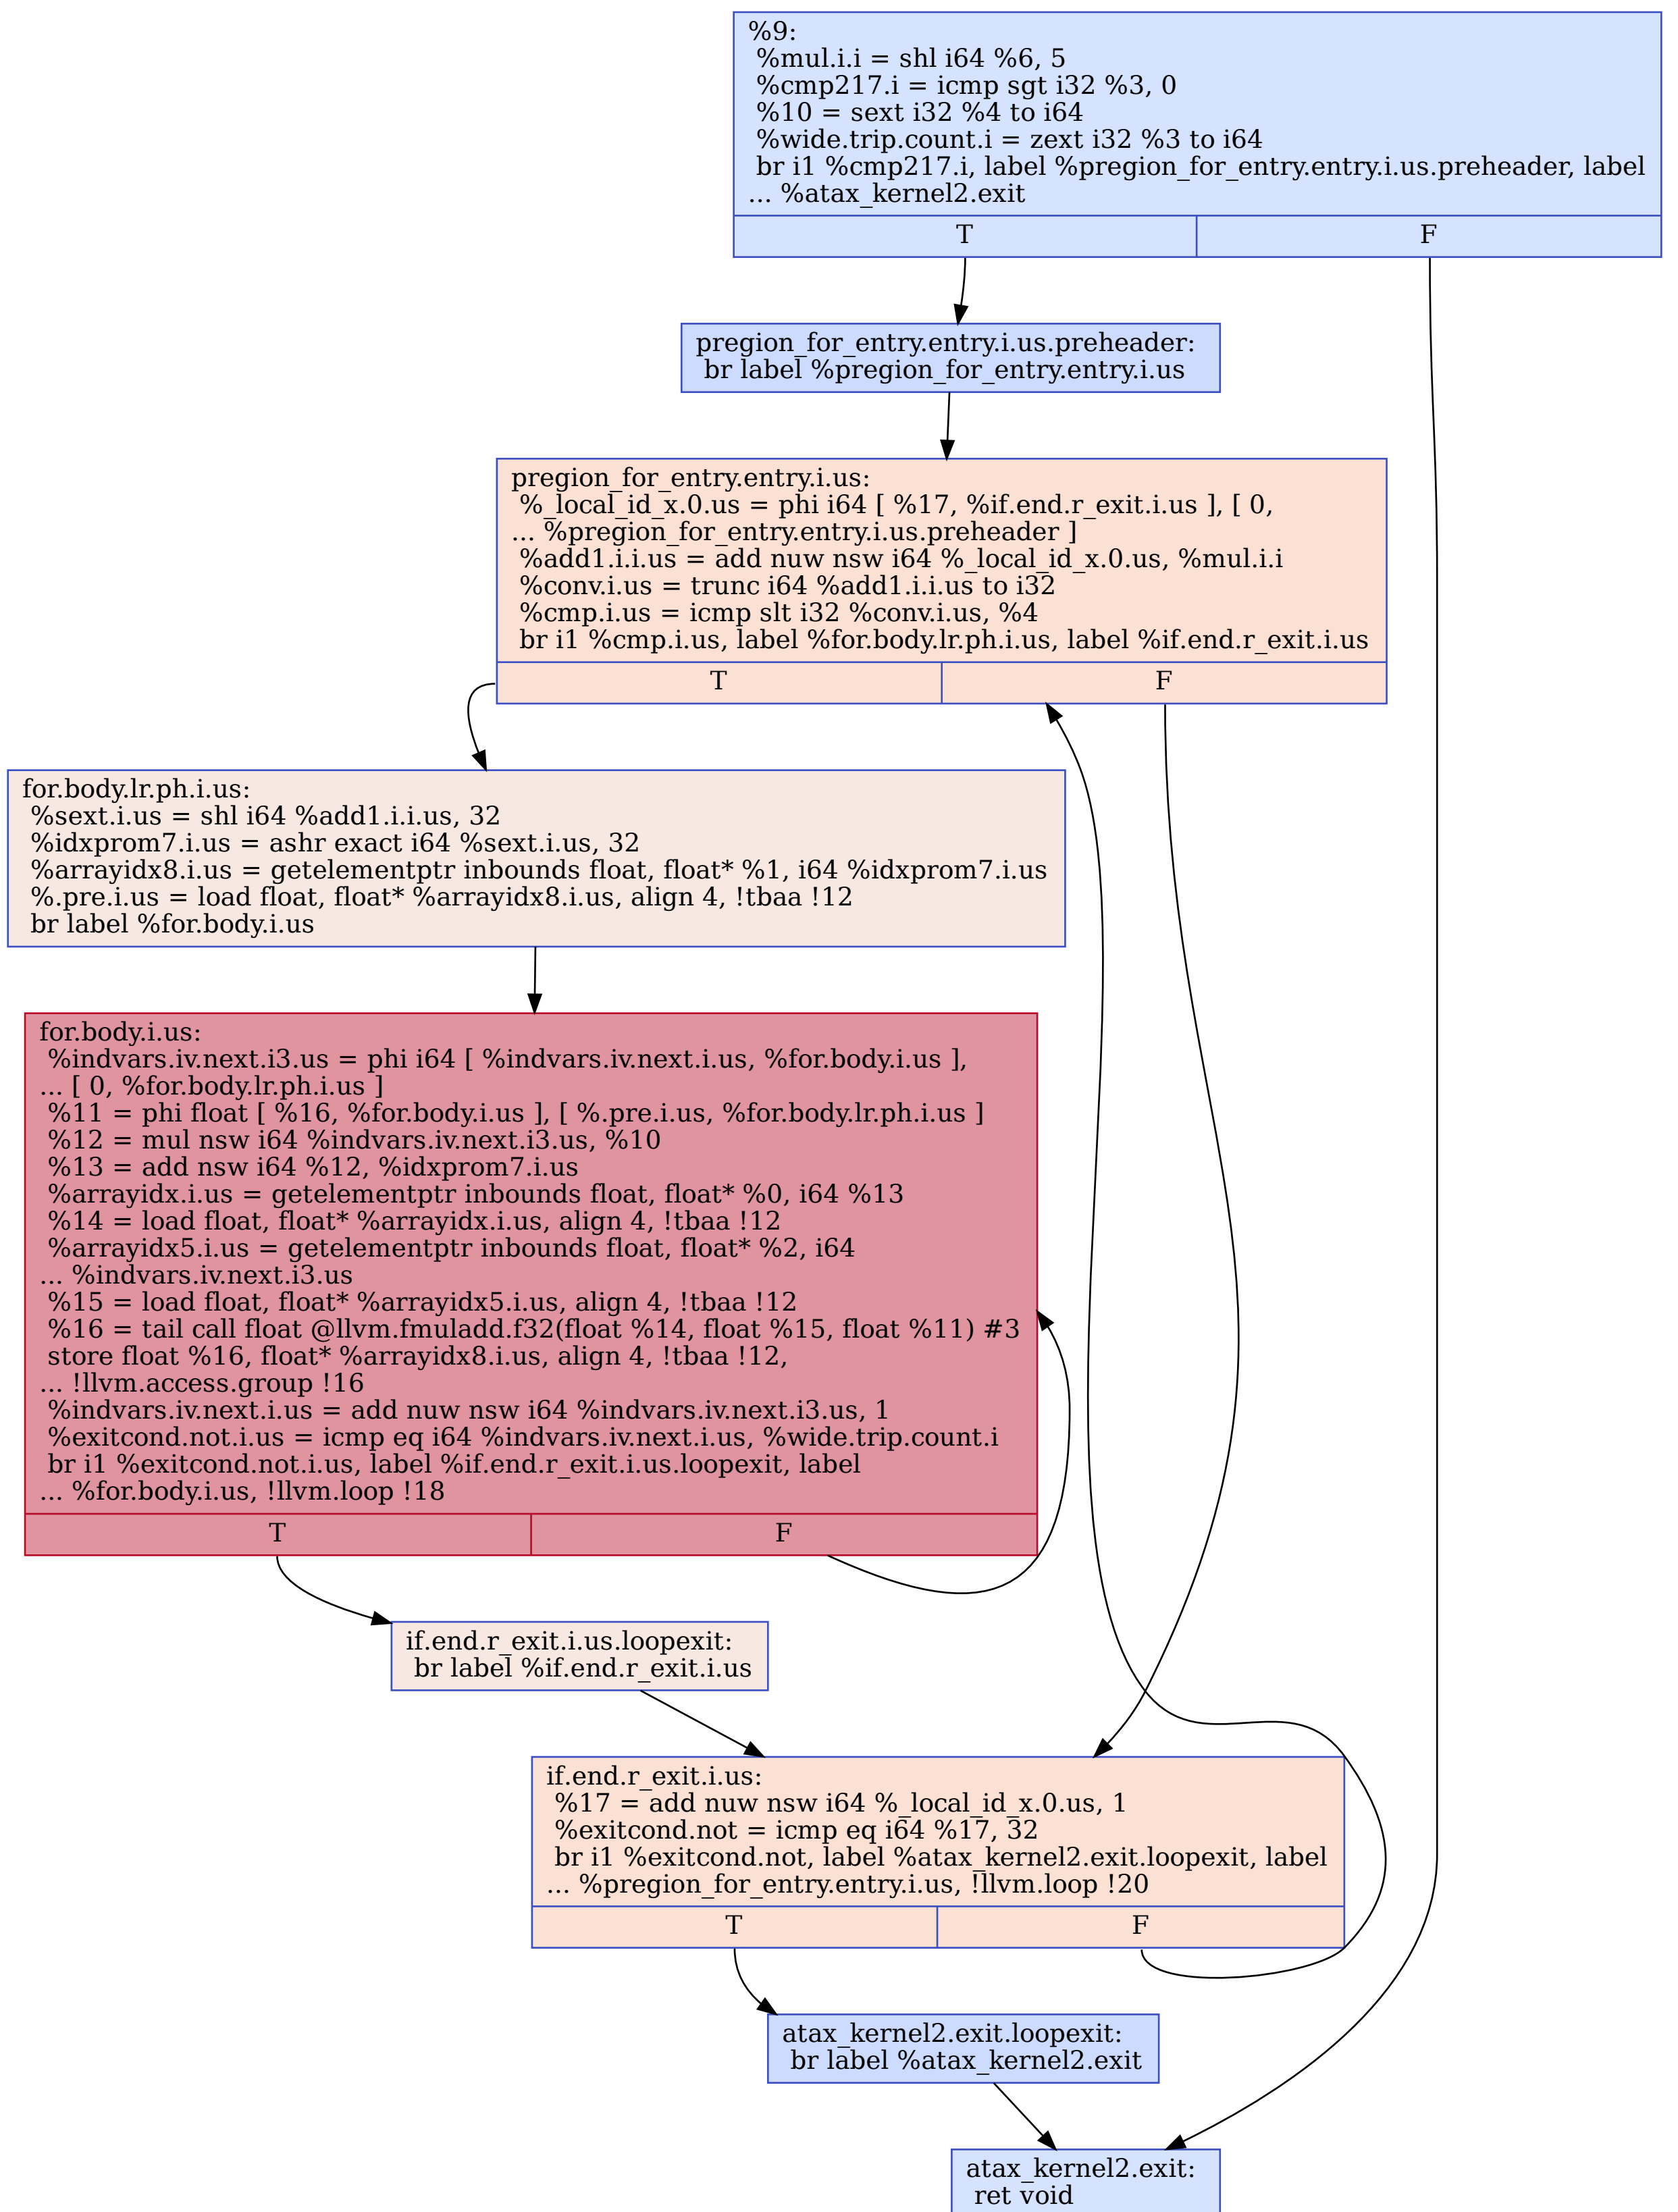 %9:
%mul.i.i = shl i64 %6, 5
%cmp217.i = icmp sgt i32 %3, 0
%10 = sext i32 %4 to i64
%wide.trip.count.i = zext i32 %3 to i64
br i1 %cmp217.i, label %pregion_for_entry.entry.i.us.preheader, label
... %atax_kernel2.exit
T F
pregion_for_entry.entry.i.us.preheader:
br label %pregion_for_entry.entry.i.us
pregion_for_entry.entry.i.us:
%_local_id_x.0.us = phi i64 [ %17, %if.end.r_exit.i.us ], [ 0,
... %pregion_for_entry.entry.i.us.preheader ]
%add1.i.i.us = add nuw nsw i64 %_local_id_x.0.us, %mul.i.i
%conv.i.us = trunc i64 %add1.i.i.us to i32
%cmp.i.us = icmp slt i32 %conv.i.us, %4
br i1 %cmp.i.us, label %for.body.lr.ph.i.us, label %if.end.r_exit.i.us
T F
for.body.lr.ph.i.us:
%sext.i.us = shl i64 %add1.i.i.us, 32
%idxprom7.i.us = ashr exact i64 %sext.i.us, 32
%arrayidx8.i.us = getelementptr inbounds float, float* %1, i64 %idxprom7.i.us
%.pre.i.us = load float, float* %arrayidx8.i.us, align 4, !tbaa !12
br label %for.body.i.us
for.body.i.us:
%indvars.iv.next.i3.us = phi i64 [ %indvars.iv.next.i.us, %for.body.i.us ],
... [ 0, %for.body.lr.ph.i.us ]
%11 = phi float [ %16, %for.body.i.us ], [ %.pre.i.us, %for.body.lr.ph.i.us ]
%12 = mul nsw i64 %indvars.iv.next.i3.us, %10
%13 = add nsw i64 %12, %idxprom7.i.us
%arrayidx.i.us = getelementptr inbounds float, float* %0, i64 %13
%14 = load float, float* %arrayidx.i.us, align 4, !tbaa !12
%arrayidx5.i.us = getelementptr inbounds float, float* %2, i64
... %indvars.iv.next.i3.us
%15 = load float, float* %arrayidx5.i.us, align 4, !tbaa !12
%16 = tail call float @llvm.fmuladd.f32(float %14, float %15, float %11) #3
store float %16, float* %arrayidx8.i.us, align 4, !tbaa !12,
... !llvm.access.group !16
%indvars.iv.next.i.us = add nuw nsw i64 %indvars.iv.next.i3.us, 1
%exitcond.not.i.us = icmp eq i64 %indvars.iv.next.i.us, %wide.trip.count.i
br i1 %exitcond.not.i.us, label %if.end.r_exit.i.us.loopexit, label
... %for.body.i.us, !llvm.loop !18
T F
if.end.r_exit.i.us.loopexit:
br label %if.end.r_exit.i.us
if.end.r_exit.i.us:
%17 = add nuw nsw i64 %_local_id_x.0.us, 1
%exitcond.not = icmp eq i64 %17, 32
br i1 %exitcond.not, label %atax_kernel2.exit.loopexit, label
... %pregion_for_entry.entry.i.us, !llvm.loop !20
T F
atax_kernel2.exit.loopexit:
br label %atax_kernel2.exit
atax_kernel2.exit:
ret void